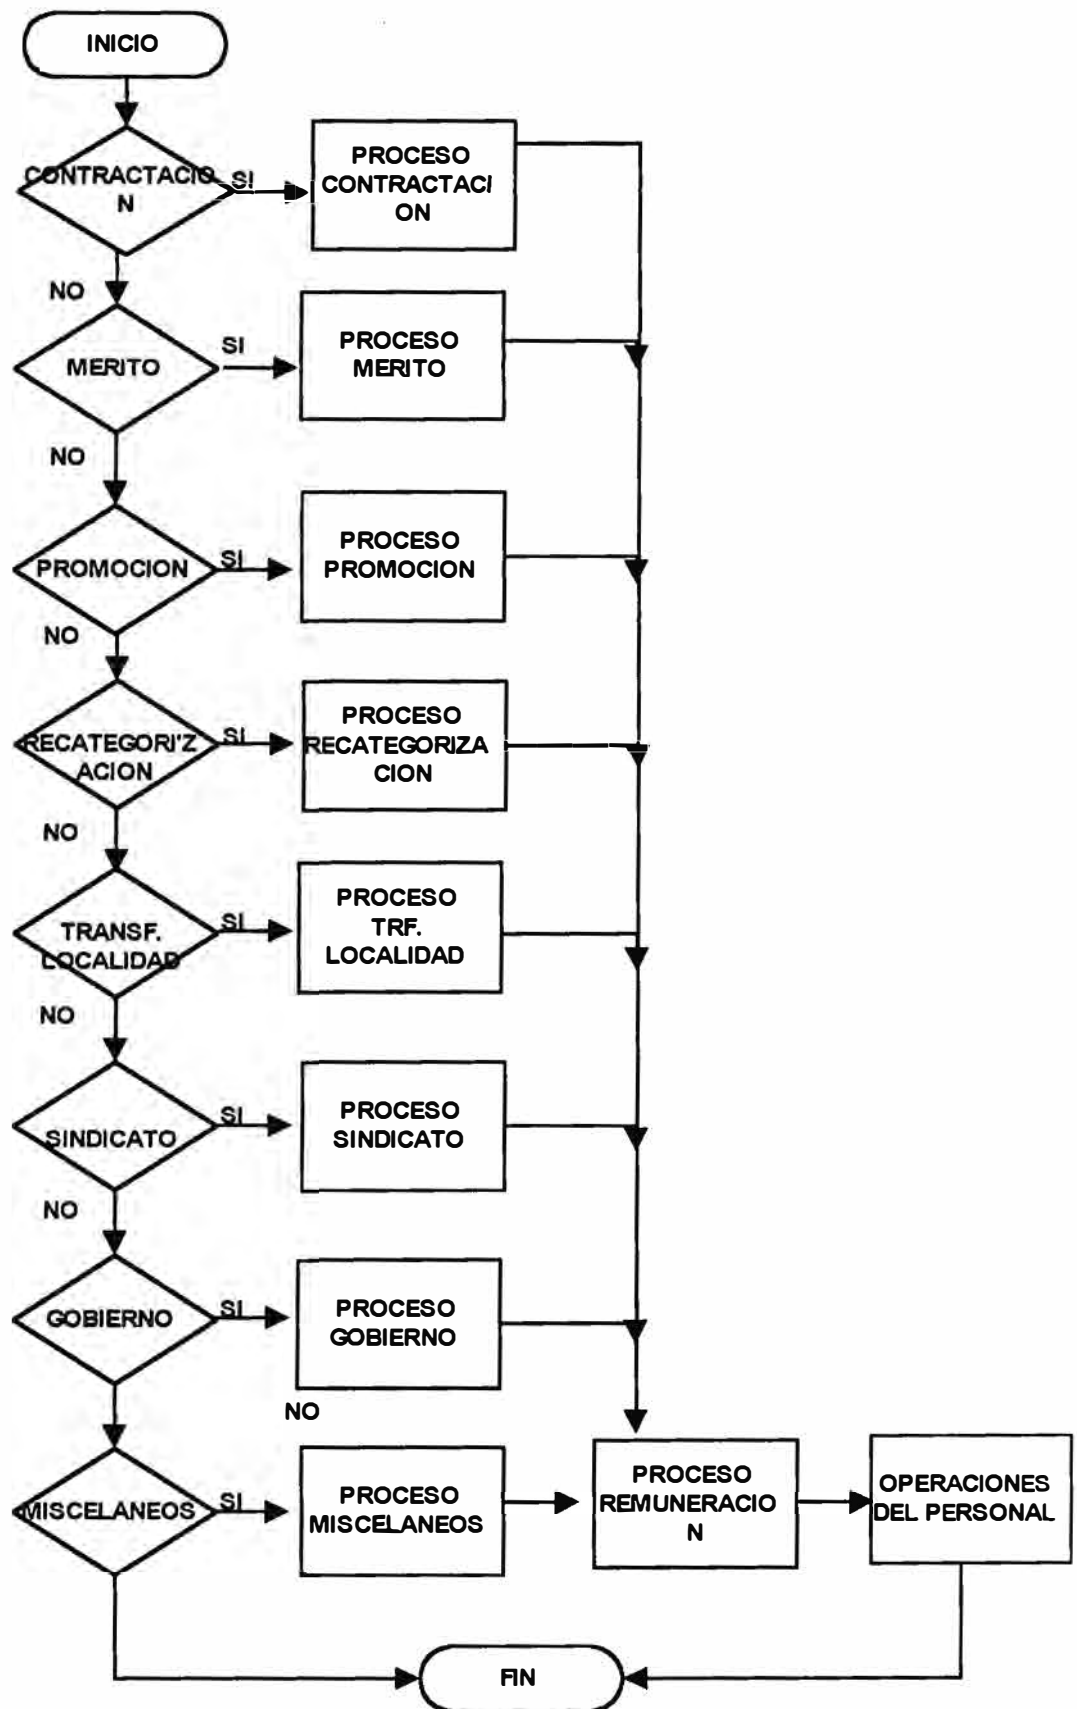 INICIO
CONTRACTACIO
N
SI
PROCESO
CONTRACTACI
ON
NO
MERITO
SI
PROCESO
MERITO
NO
PROMOCION
SI
PROCESO
PROMOCION
NO
RECATEGORI'Z
ACION
SI
PROCESO
RECATEGORIZA
CION
NO
TRANSF.
LOCALIDAD
SI
PROCESO
TRF.
LOCALIDAD
NO
SINDICATO
SI
PROCESO
SINDICATO
NO
GOBIERNO
SI
PROCESO
GOBIERNO
NO
MISCELANEOS
SI
PROCESO
MISCELANEOS
PROCESO
REMUNERACIO
N
OPERACIONES
DEL PERSONAL
FIN